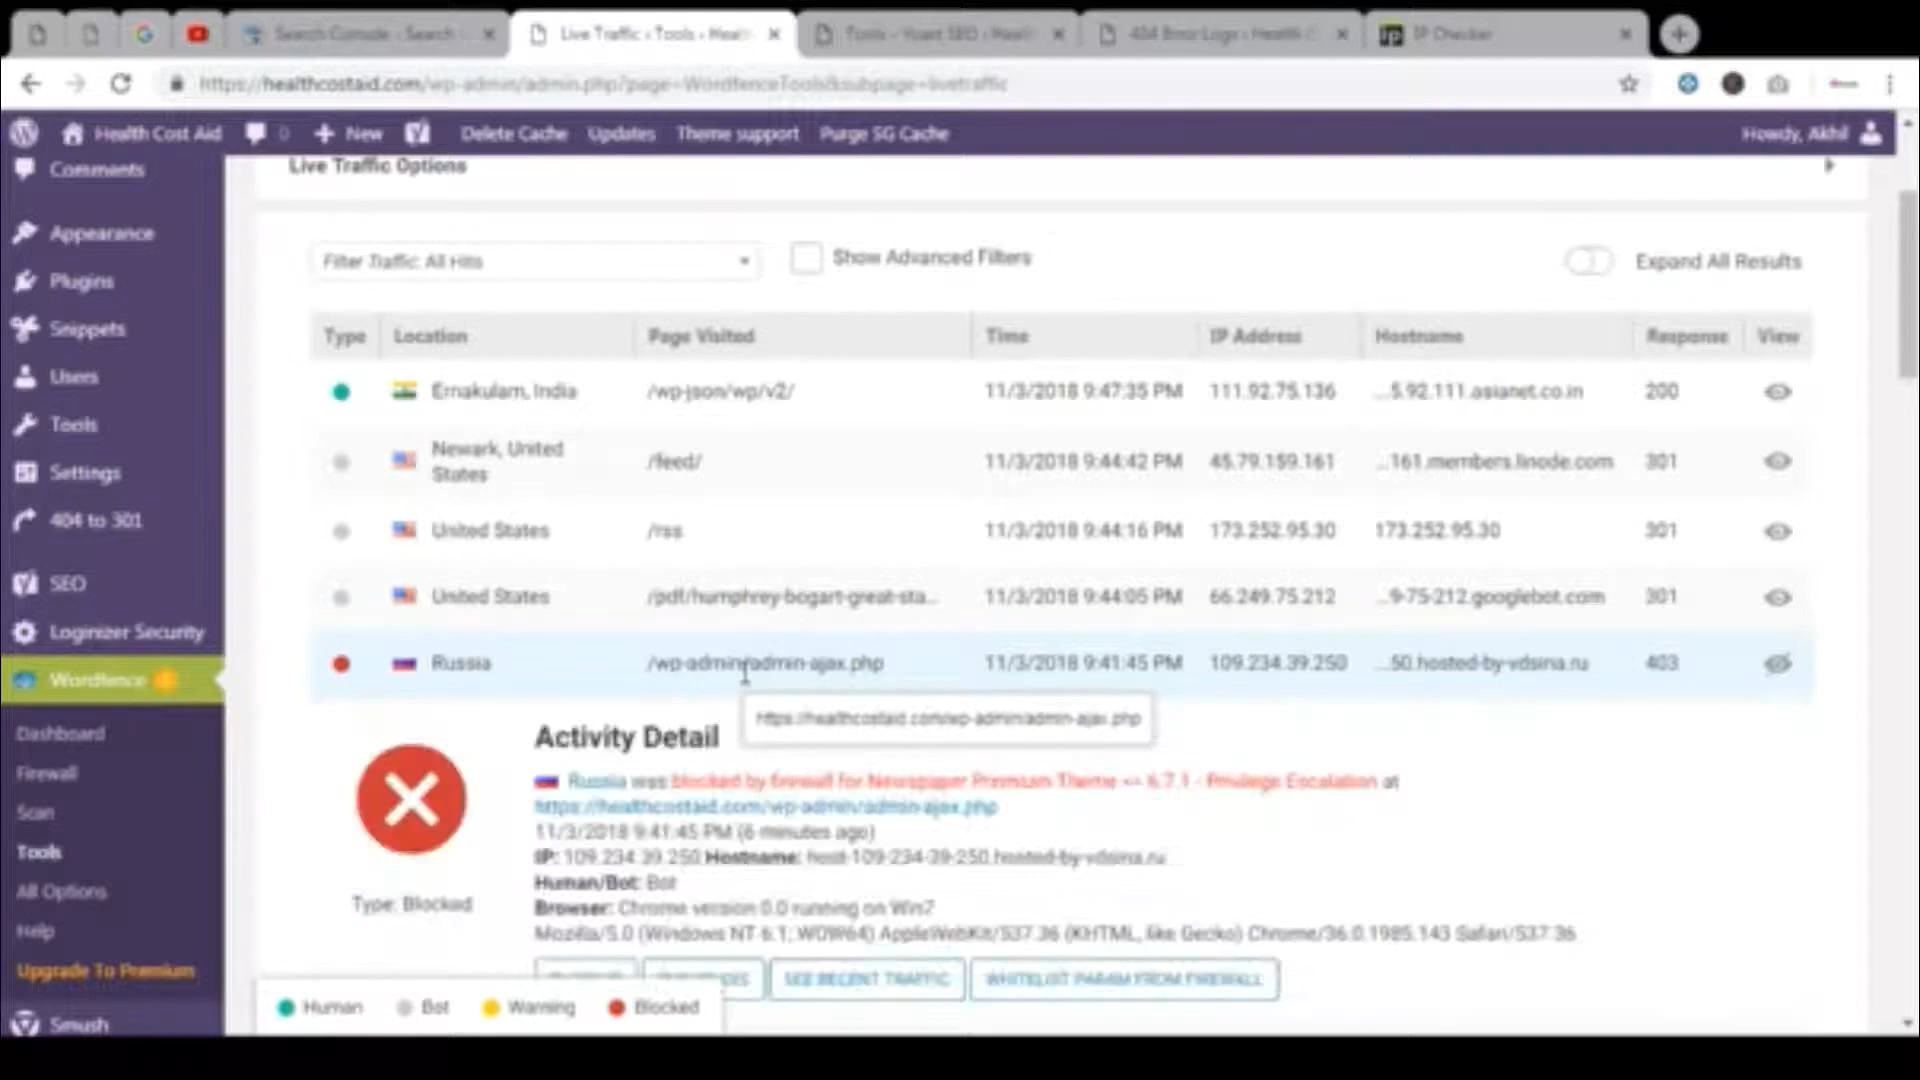 Search Console - Search
Live Traffic ‹ Tools ‹ Healt
Tools - Yoast SEO ‹ Healt
404 Error Logs ‹ Health C
IP Checker
https://healthcostaid.com/wp-admin/admin.php?page=WordfenceTools&subpage=livetraffic
Health Cost Aid
0
New
Delete Cache
Updates
Theme support
Purge SG Cache
Howdy, Akhil
Comments
Appearance
Plugins
Snippets
Users
Tools
Settings
404 to 301
SEO
Loginizer Security
Wordfence
Dashboard
Firewall
Scan
Tools
All Options
Help
Upgrade To Premium
Smush
Live Traffic Options
Filter Traffic: All Hits
Show Advanced Filters
Expand All Results
Type Location Page Visited Time IP Address Hostname Response View
Ernakulam, India /wp-json/wp/v2/ 11/3/2018 9:47:35 PM 111.92.75.136 ...5.92.111.asianet.co.in 200
Newark, United States /feed/ 11/3/2018 9:44:42 PM 45.79.159.161 ...161.members.linode.com 301
United States /rss 11/3/2018 9:44:16 PM 173.252.95.30 173.252.95.30 301
United States /pdf/humphrey-bogart-great-sta... 11/3/2018 9:44:05 PM 66.249.75.212 ...9-75-212.googlebot.com 301
Russia /wp-admin/admin-ajax.php 11/3/2018 9:41:45 PM 109.234.39.250 ...50.hosted-by-vdsina.ru 403
https://healthcostaid.com/wp-admin/admin-ajax.php
Activity Detail
Russia was blocked by firewall for Newspaper Premium Theme <= 6.7.1 - Privilege Escalation at
https://healthcostaid.com/wp-admin/admin-ajax.php
11/3/2018 9:41:45 PM (6 minutes ago)
IP: 109.234.39.250 Hostname: host-109-234-39-250.hosted-by-vdsina.ru
Human/Bot: Bot
Browser: Chrome version 0.0 running on Win7
Mozilla/5.0 (Windows NT 6.1; WOW64) AppleWebKit/537.36 (KHTML, like Gecko) Chrome/36.0.1985.143 Safari/537.36
Type: Blocked
SEE RECENT TRAFFIC
WHITELIST PARAM FROM FIREWALL
Human
Bot
Warning
Blocked